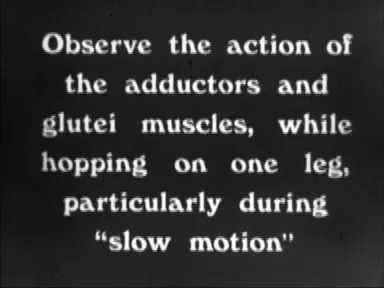 Observe the action of
the adductors and
glutei muscles, while
hopping on one leg,
particularly during
“slow motion”